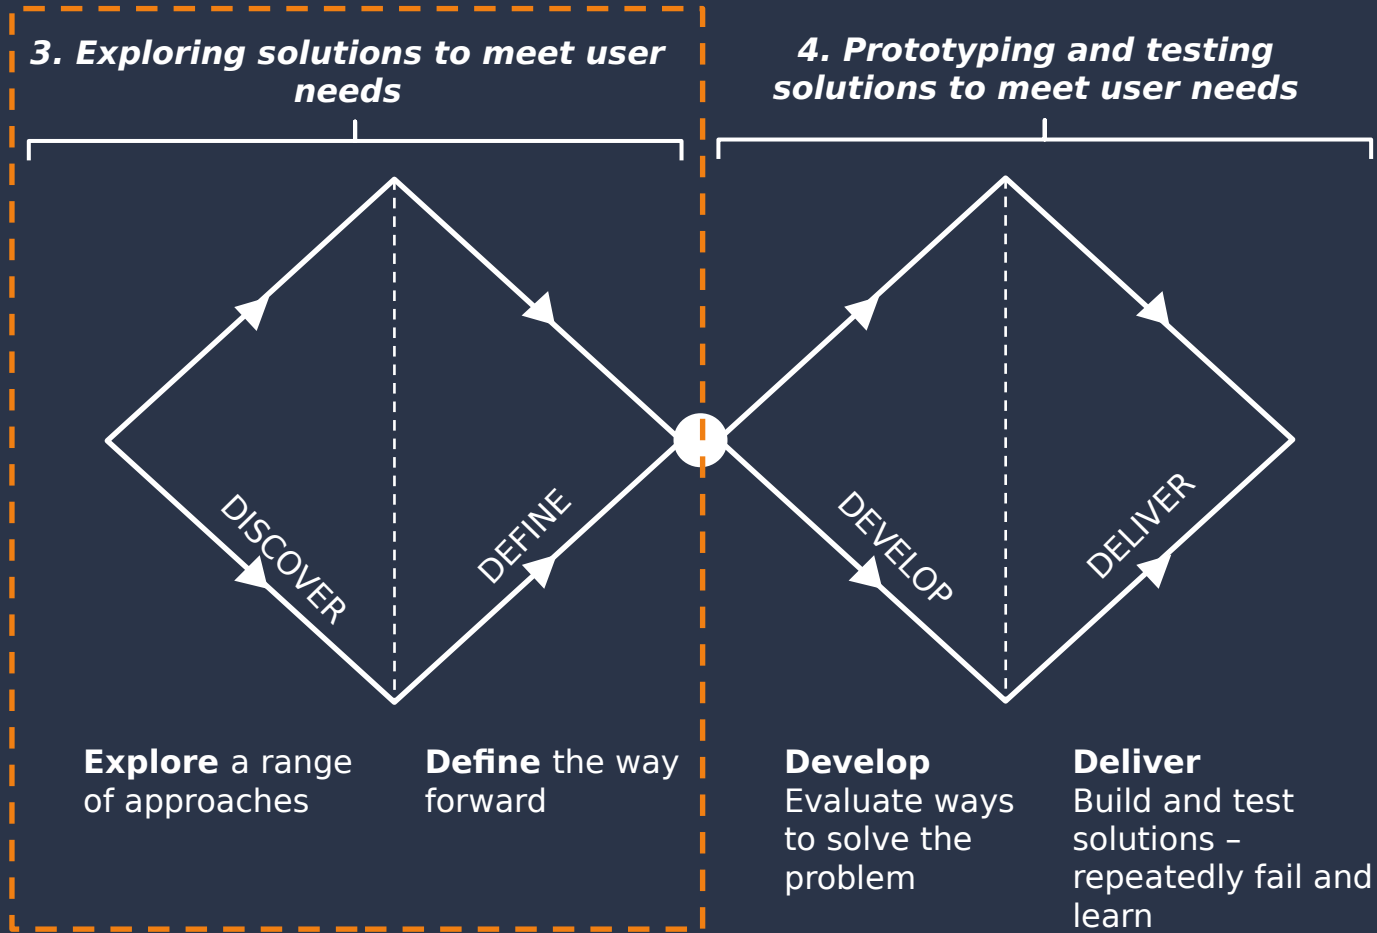 3. Exploring solutions to meet user
needs
4. Prototyping and testing
solutions to meet user needs
DISCOVER
DEFINE
DEVELOP
DELIVER
Explore a range
of approaches
Define the way
forward
Develop
Evaluate ways
to solve the
problem
Deliver
Build and test
solutions –
repeatedly fail and
learn